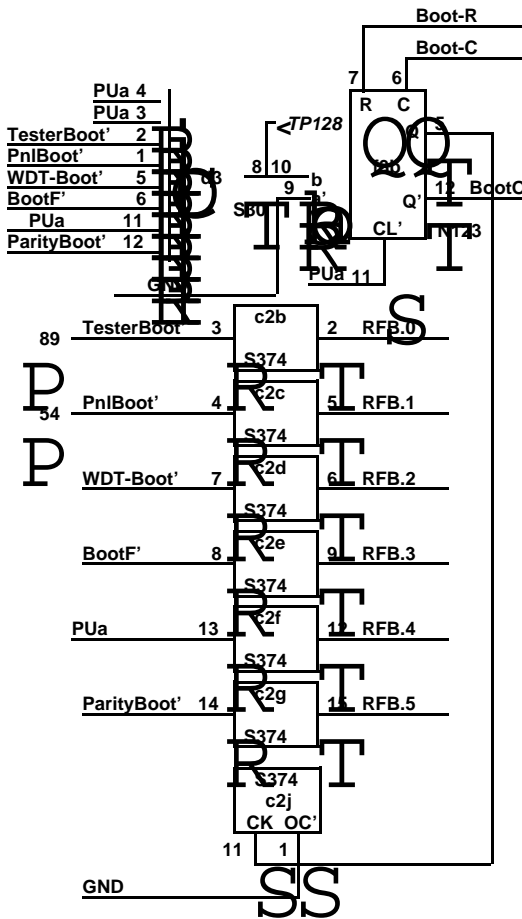 Boot-R
Boot-C
7 6
PUa 4
PUa 3
R C
TesterBoot' 2
<TP128
Q 5
PnlBoot' 1
WDT-Boot' 5
8 10 b
BootF' 6
9
Q' 12
PUa 11
S30
ParityBoot' 12
CL'
GND
PUa 11
c2b
S
89 TesterBoot' 3
2 RFB.0
S374
P R T
c2c
54 PnlBoot' 4
5 RFB.1
S374
P R T
c2d
WDT-Boot' 7
6 RFB.2
S374
R T
c2e
BootF' 8
9 RFB.3
S374
R T
c2f
PUa 13
12 RFB.4
S374
R T
c2g
ParityBoot' 14
15 RFB.5
S374
R T
S374
c2j
CK OC'
11 1
GND
SS